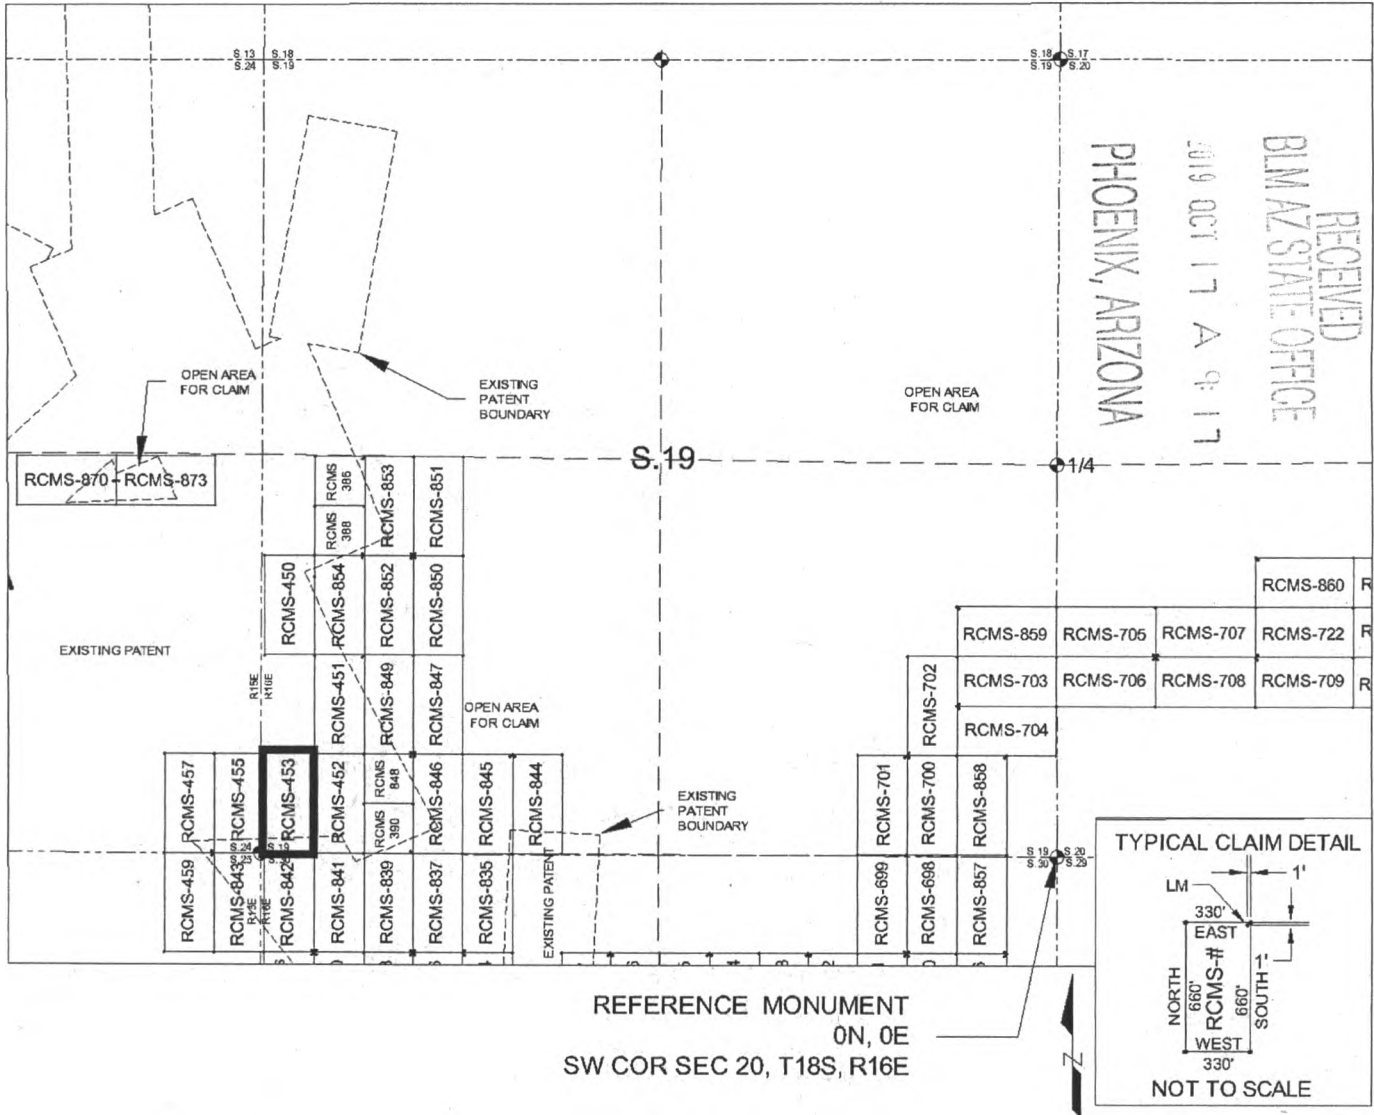 S.13 S.18
S.24 S.19
S.18 S.17
S.19 S.20
RECEIVED
BLM AZ STATE OFFICE
2019 OCT 17 A 9:17
PHOENIX, ARIZONA
OPEN AREA
FOR CLAIM
EXISTING
PATENT
BOUNDARY
OPEN AREA
FOR CLAIM
S.19
1/4
RCMS-870
RCMS-873
RCMS
385
RCMS
388
RCMS-853
RCMS-851
RCMS-450
RCMS-854
RCMS-852
RCMS-850
RCMS-860
R
RCMS-859
RCMS-705
RCMS-707
RCMS-722
R
EXISTING PATENT
R15E
R16E
RCMS-451
RCMS-849
RCMS-847
OPEN AREA
FOR CLAIM
RCMS-702
RCMS-703
RCMS-706
RCMS-708
RCMS-709
R
RCMS-704
RCMS-457
RCMS-455
RCMS-453
RCMS-452
RCMS
848
RCMS
390
RCMS-846
RCMS-845
RCMS-844
EXISTING
PATENT
BOUNDARY
RCMS-701
RCMS-700
RCMS-858
S.24 S.19
S.25
S.19 S.20
S.30 S.29
RCMS-459
RCMS-843
R15E
R16E
RCMS-842
RCMS-841
RCMS-839
RCMS-837
RCMS-835
EXISTING PATENT
RCMS-699
RCMS-698
RCMS-857
TYPICAL CLAIM DETAIL
1'
LM
330'
EAST
NORTH
660'
RCMS-#
660'
SOUTH
1'
WEST
330'
NOT TO SCALE
REFERENCE MONUMENT
0N, 0E
SW COR SEC 20, T18S, R16E
N